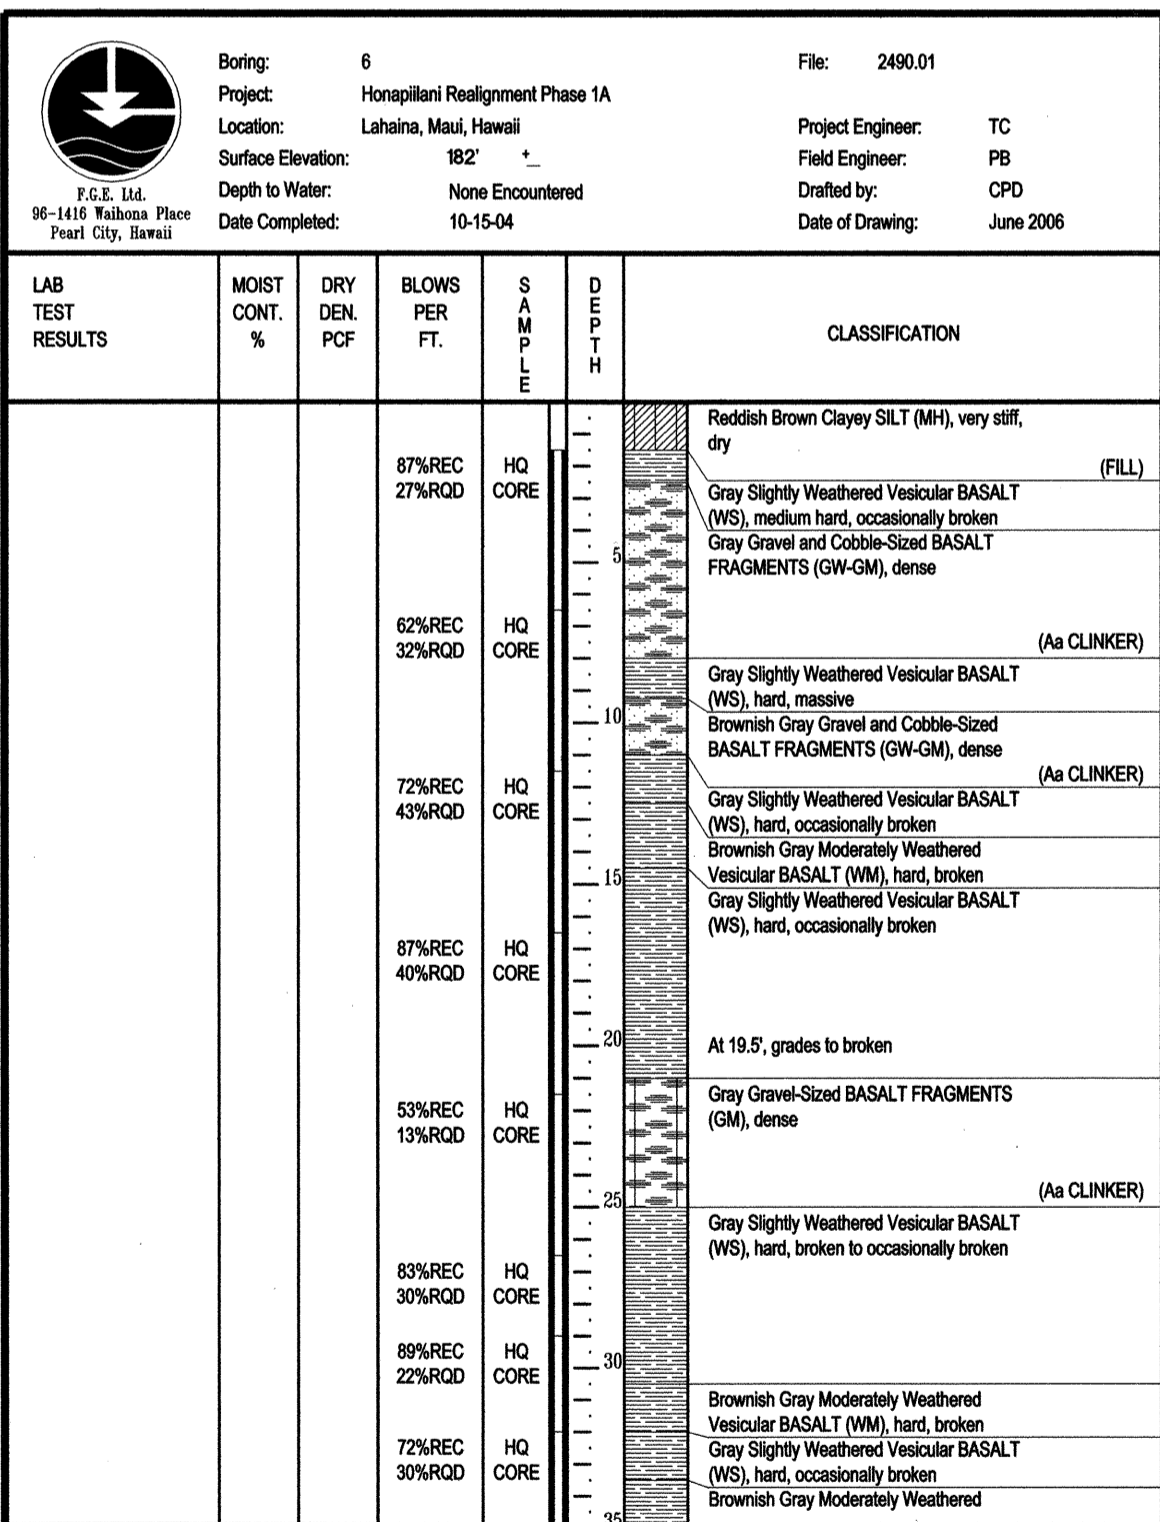 F.G.E. Ltd.
96-1416 Waihona Place
Pearl City, Hawaii
Boring: 6
Project: Honapiilani Realignment Phase 1A
Location: Lahaina, Maui, Hawaii
Surface Elevation: 182' +_
Depth to Water: None Encountered
Date Completed: 10-15-04
File: 2490.01
Project Engineer: TC
Field Engineer: PB
Drafted by: CPD
Date of Drawing: June 2006
LAB
TEST
RESULTS
MOIST
CONT.
%
DRY
DEN.
PCF
BLOWS
PER
FT.
SAMPLE
DEPTH
CLASSIFICATION
Reddish Brown Clayey SILT (MH), very stiff,
dry
(FILL)
87%REC HQ
27%RQD CORE
Gray Slightly Weathered Vesicular BASALT
(WS), medium hard, occasionally broken
Gray Gravel and Cobble-Sized BASALT
5
FRAGMENTS (GW-GM), dense
62%REC HQ
32%RQD CORE
(Aa CLINKER)
Gray Slightly Weathered Vesicular BASALT
(WS), hard, massive
10
Brownish Gray Gravel and Cobble-Sized
BASALT FRAGMENTS (GW-GM), dense
(Aa CLINKER)
72%REC HQ
43%RQD CORE
Gray Slightly Weathered Vesicular BASALT
(WS), hard, occasionally broken
Brownish Gray Moderately Weathered
Vesicular BASALT (WM), hard, broken
15
Gray Slightly Weathered Vesicular BASALT
(WS), hard, occasionally broken
87%REC HQ
40%RQD CORE
20
At 19.5', grades to broken
Gray Gravel-Sized BASALT FRAGMENTS
(GM), dense
53%REC HQ
13%RQD CORE
(Aa CLINKER)
25
Gray Slightly Weathered Vesicular BASALT
(WS), hard, broken to occasionally broken
83%REC HQ
30%RQD CORE
89%REC HQ
22%RQD CORE
30
Brownish Gray Moderately Weathered
Vesicular BASALT (WM), hard, broken
72%REC HQ
30%RQD CORE
Gray Slightly Weathered Vesicular BASALT
(WS), hard, occasionally broken
Brownish Gray Moderately Weathered
35